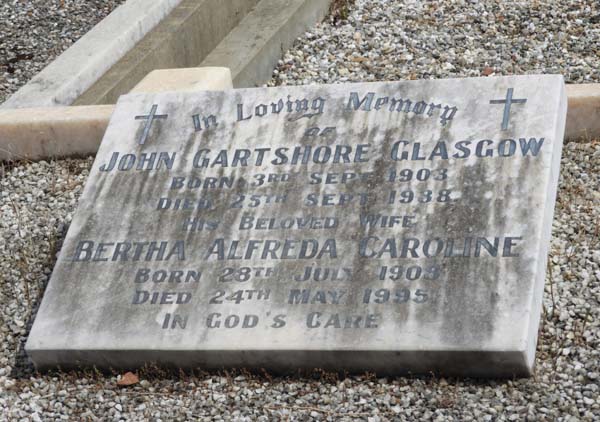 In Loving Memory
of
John Gartshore Glasgow
Born 3rd Sept 1903
Died 25th Sept 1938
His Beloved Wife
Bertha Alfreda Caroline
Born 28th July 1903
Died 24th May 1995
In God's Care